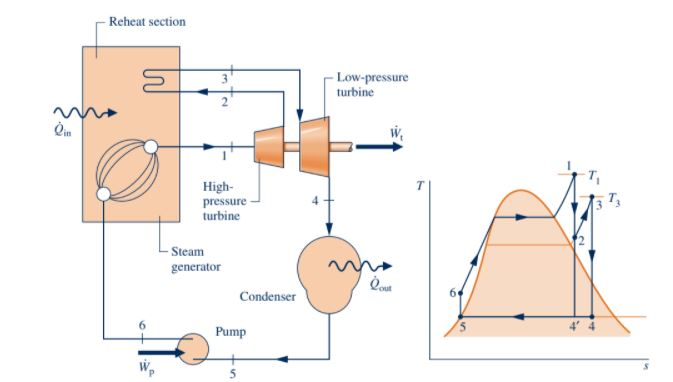 Reheat section
3
2
Low-pressure
turbine
Q̇in
Ẇt
1
High-
pressure
turbine
4
Steam
generator
Q̇out
Condenser
6
Pump
Ẇp
5
T
1
T1
3
T3
2
6
5
4′
4
s